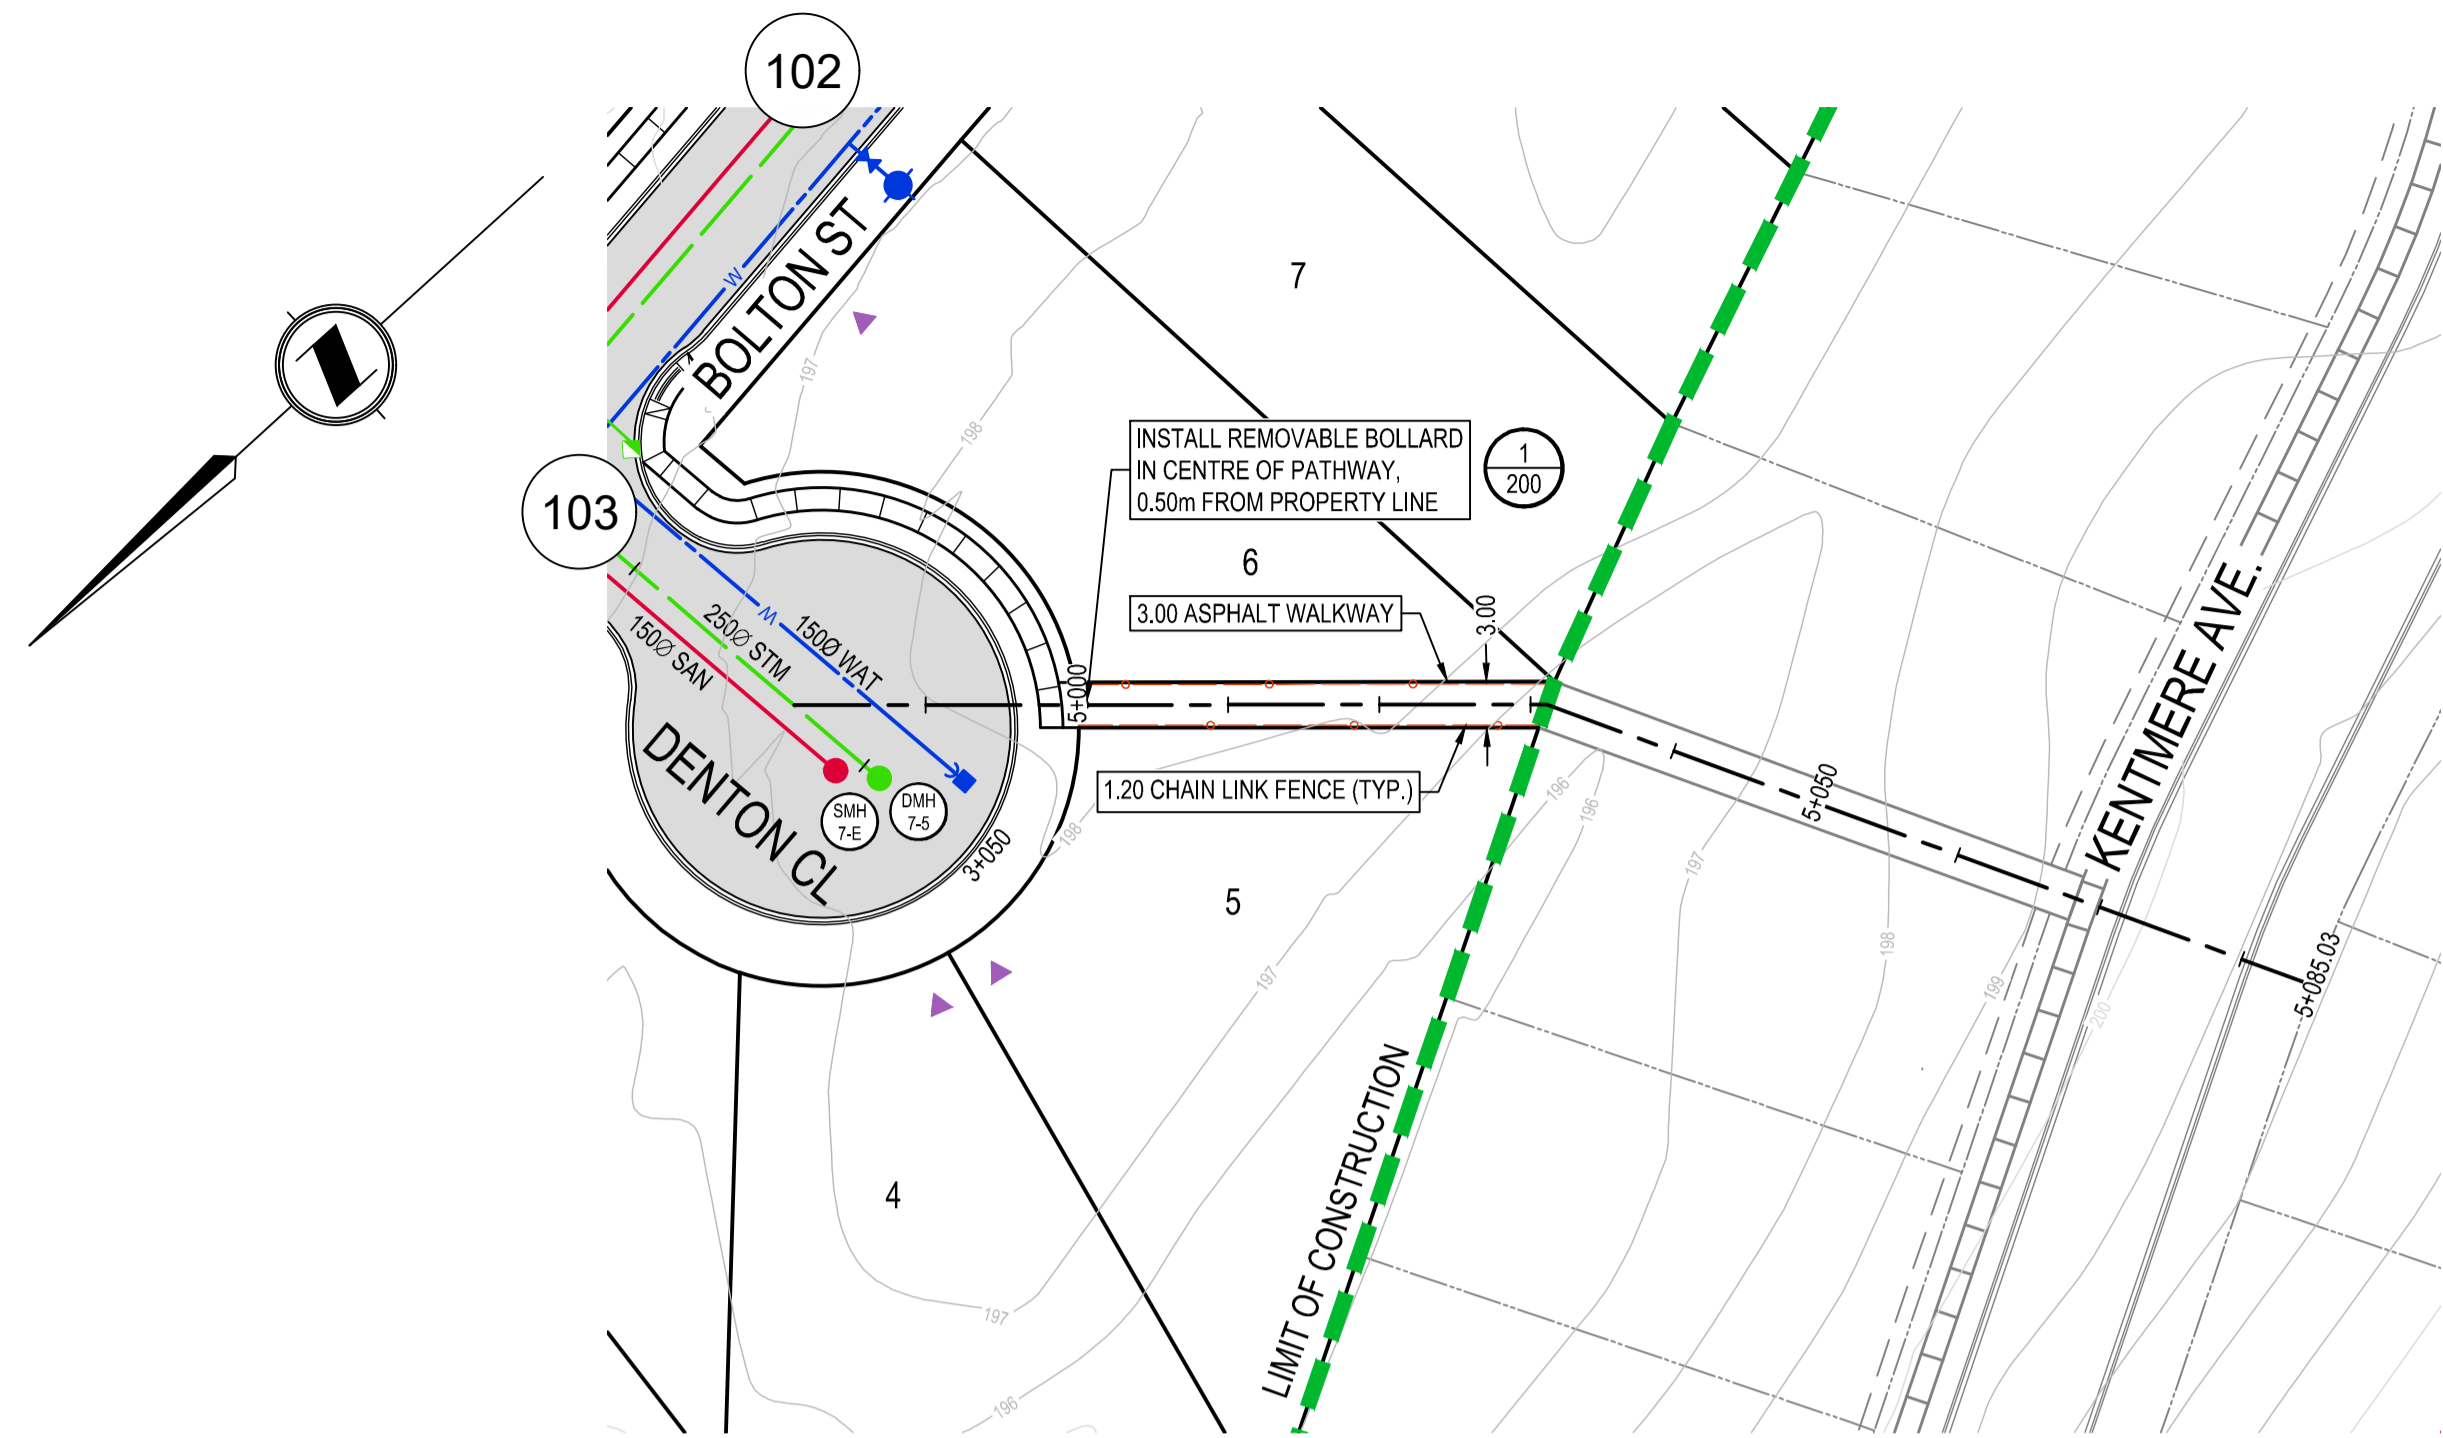 102
BOLTON ST
W
197
198
7
INSTALL REMOVABLE BOLLARD
IN CENTRE OF PATHWAY,
0.50m FROM PROPERTY LINE
1
200
103
6
3.00 ASPHALT WALKWAY
3.00
150Ø SAN
250Ø STM
W
150Ø WAT
5+000
KENTMERE AVE.
DENTON CL
SMH
7-E
DMH
7-5
3+050
198
1.20 CHAIN LINK FENCE (TYP.)
196
196
5+050
197
198
199
200
5+085.03
5
197
4
LIMIT OF CONSTRUCTION
197
196